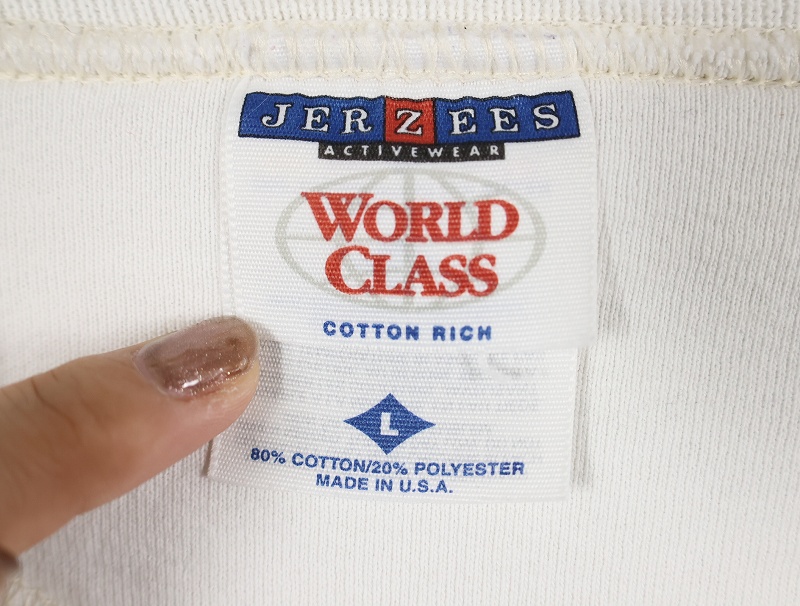 JERZEES
ACTIVEWEAR
WORLD
CLASS
COTTON RICH
L
80% COTTON/20% POLYESTER
MADE IN U.S.A.